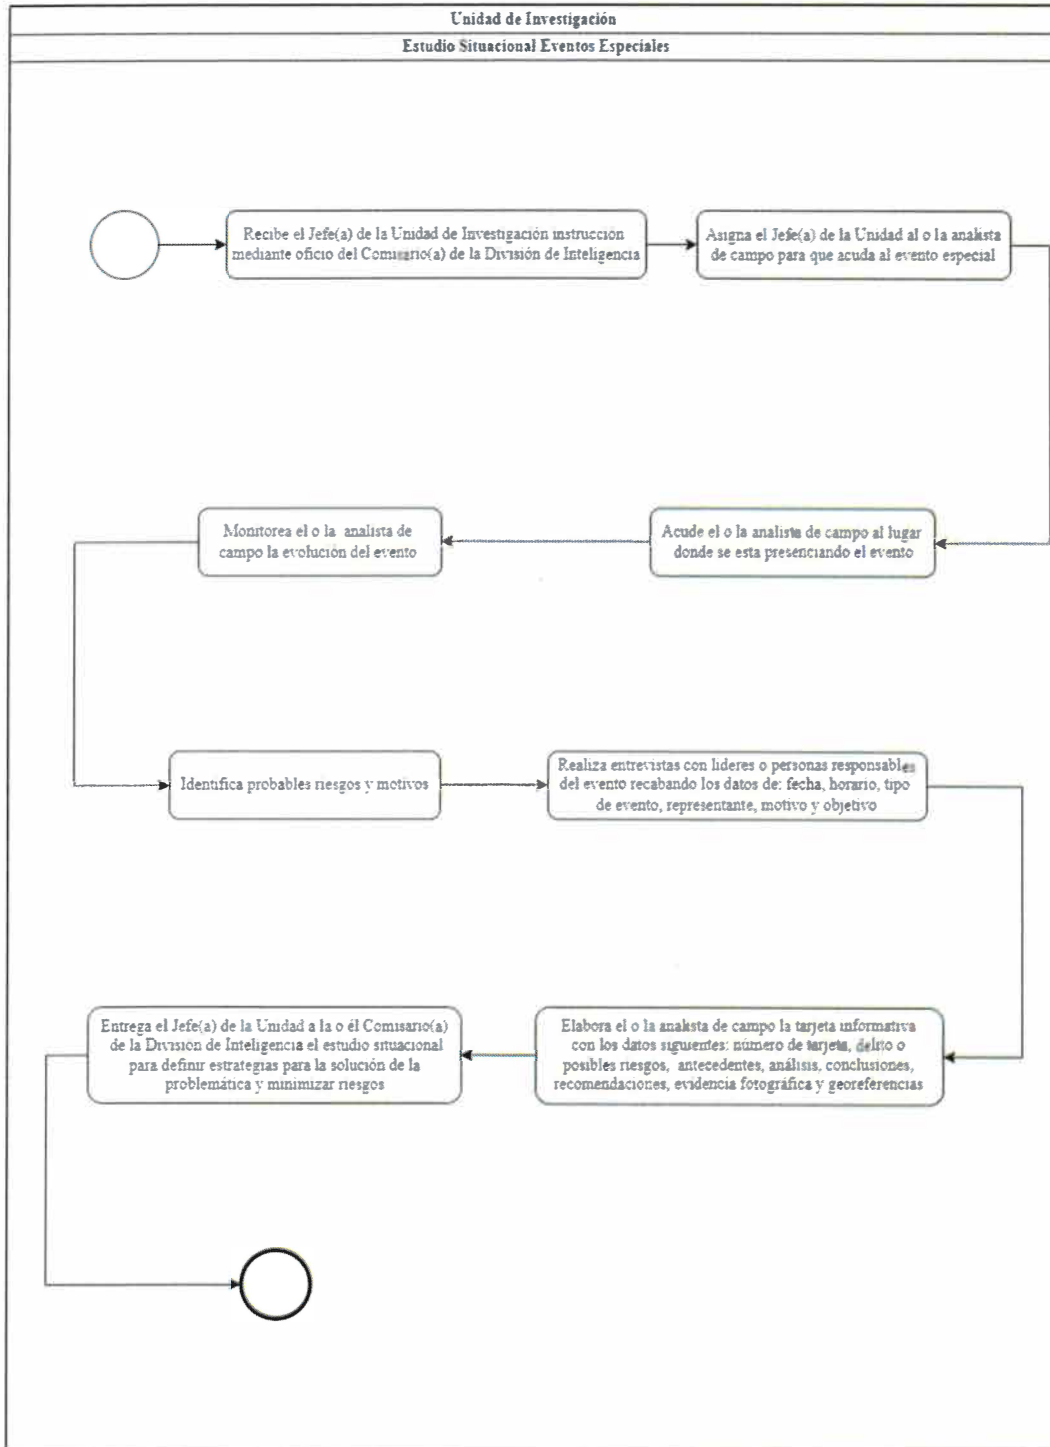 Unidad de Investigación
Estudio Situacional Eventos Especiales
Recibe el Jefe(a) de la Unidad de Investigación instrucción
mediante oficio del Comisario(a) de la División de Inteligencia
Asigna el Jefe(a) de la Unidad al o la analista
de campo para que acuda al evento especial
Acude el o la analista de campo al lugar
donde se esta presenciando el evento
Monitorea el o la analista de
campo la evolución del evento
Identifica probables riesgos y motivos
Realiza entrevistas con lideres o personas responsables
del evento recabando los datos de: fecha, horario, tipo
de evento, representante, motivo y objetivo
Elabora el o la analista de campo la tarjeta informativa
con los datos siguientes: número de tarjeta, delito o
posibles riesgos, antecedentes, análisis, conclusiones,
recomendaciones, evidencia fotográfica y georeferencias
Entrega el Jefe(a) de la Unidad a la o él Comisario(a)
de la División de Inteligencia el estudio situacional
para definir estrategias para la solución de la
problemática y minimizar riesgos